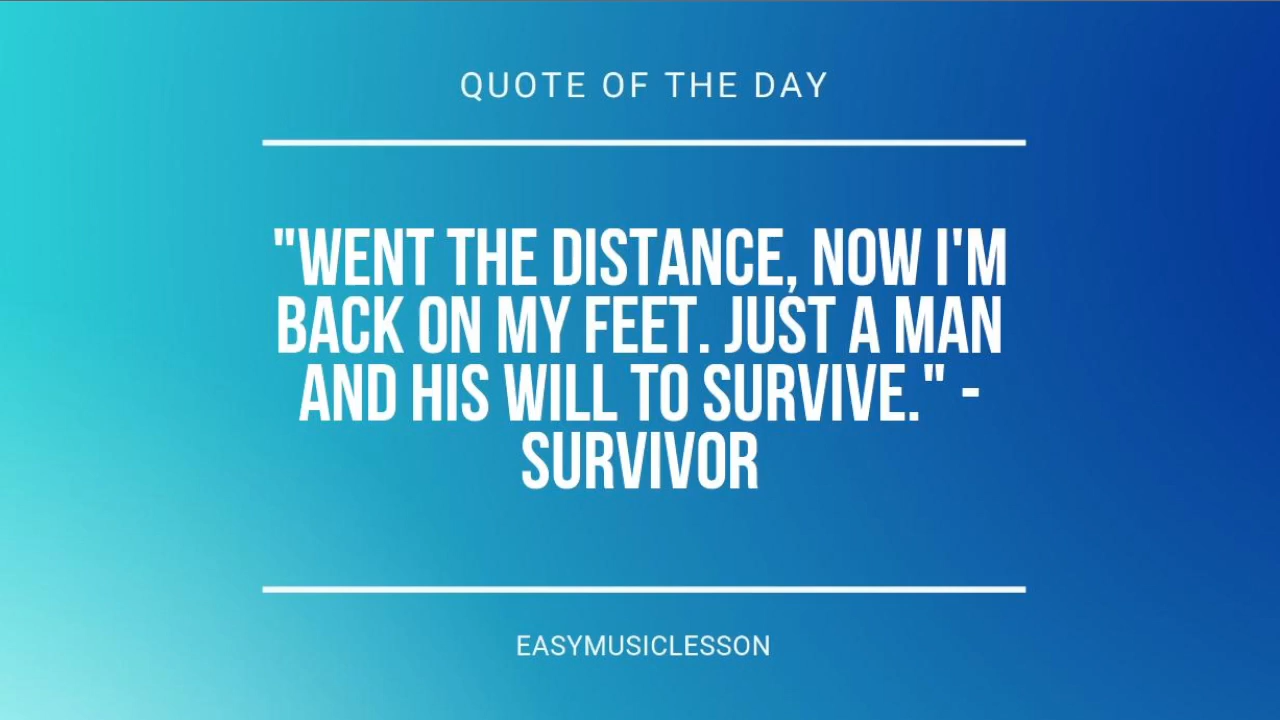 QUOTE OF THE DAY
"WENT THE DISTANCE, NOW I'M
BACK ON MY FEET. JUST A MAN
AND HIS WILL TO SURVIVE." -
SURVIVOR
EASYMUSICLESSON